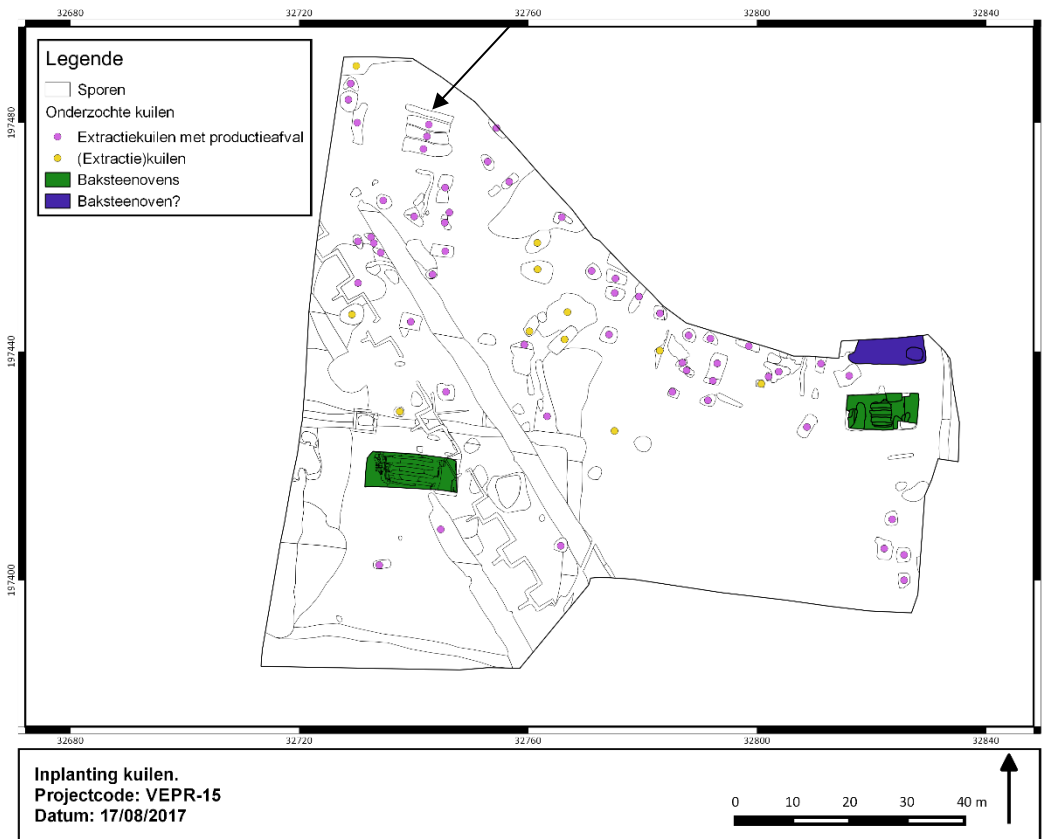 32680 32720 32760 32800 32840
Legende
Sporen
Onderzochte kuilen
Extractiekuilen met productieafval
(Extractie)kuilen
Baksteenovens
Baksteenoven?
197480
197440
197400
32680 32720 32760 32800 32840
Inplanting kuilen.
Projectcode: VEPR-15
Datum: 17/08/2017
0 10 20 30 40 m